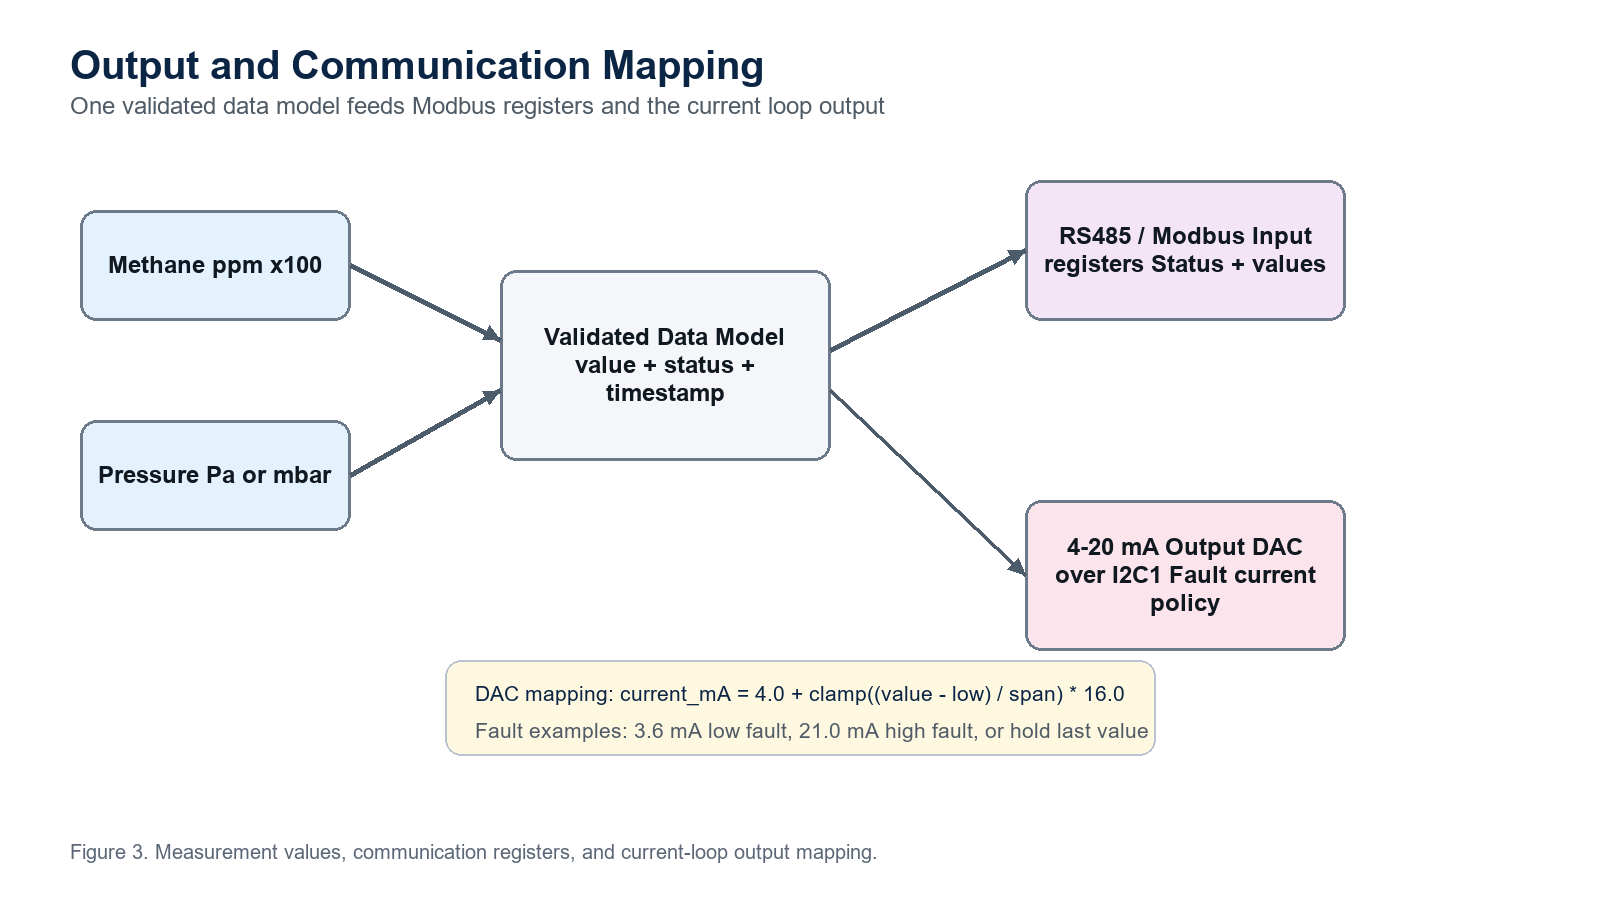 Output and Communication Mapping
One validated data model feeds Modbus registers and the current loop output
Methane ppm x100
Pressure Pa or mbar
Validated Data Model
value + status +
timestamp
RS485 / Modbus Input
registers Status + values
4-20 mA Output DAC
over I2C1 Fault current
policy
DAC mapping: current_mA = 4.0 + clamp((value - low) / span) * 16.0
Fault examples: 3.6 mA low fault, 21.0 mA high fault, or hold last value
Figure 3. Measurement values, communication registers, and current-loop output mapping.